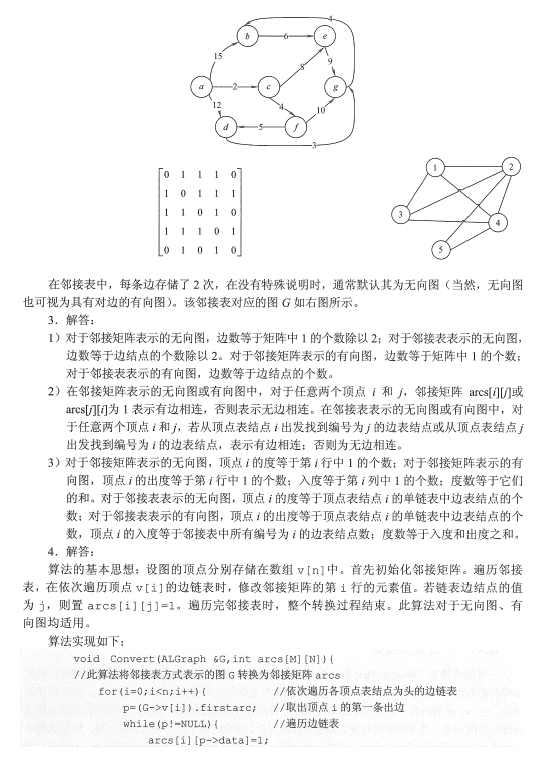 4
b
6
e
15
8
9
a
2
c
g
12
4
10
d
5
f
3
0 1 1 1 0
1 0 1 1 1
1 1 0 1 0
1 1 1 0 1
0 1 0 1 0
1
2
3
4
5
在邻接表中，每条边存储了 2 次，在没有特殊说明时，通常默认其为无向图（当然，无向图
也可视为具有对边的有向图）。该邻接表对应的图 G 如右图所示。
3．解答：
1）对于邻接矩阵表示的无向图，边数等于矩阵中 1 的个数除以 2；对于邻接表表示的无向图，
边数等于边结点的个数除以 2。对于邻接矩阵表示的有向图，边数等于矩阵中 1 的个数；
对于邻接表表示的有向图，边数等于边结点的个数。
2）在邻接矩阵表示的无向图或有向图中，对于任意两个顶点 i 和 j，邻接矩阵 arcs[i][j]或
arcs[j][i]为 1 表示有边相连，否则表示无边相连。在邻接表表示的无向图或有向图中，对
于任意两个顶点 i 和 j，若从顶点表结点 i 出发找到编号为 j 的边表结点或从顶点表结点 j
出发找到编号为 i 的边表结点，表示有边相连；否则为无边相连。
3）对于邻接矩阵表示的无向图，顶点 i 的度等于第 i 行中 1 的个数；对于邻接矩阵表示的有
向图，顶点 i 的出度等于第 i 行中 1 的个数；入度等于第 i 列中 1 的个数；度数等于它们
的和。对于邻接表表示的无向图，顶点 i 的度等于顶点表结点 i 的单链表中边表结点的个
数；对于邻接表表示的有向图，顶点 i 的出度等于顶点表结点 i 的单链表中边表结点的个
数，顶点 i 的入度等于邻接表中所有编号为 i 的边表结点数；度数等于入度和出度之和。
4．解答：
算法的基本思想：设图的顶点分别存储在数组 v[n]中。首先初始化邻接矩阵。遍历邻接
表，在依次遍历顶点 v[i]的边链表时，修改邻接矩阵的第 i 行的元素值。若链表边结点的值
为 j，则置 arcs[i][j]=1。遍历完邻接表时，整个转换过程结束。此算法对于无向图、有
向图均适用。
算法实现如下：
void Convert(ALGraph &G,int arcs[M][N]){
//此算法将邻接表方式表示的图 G 转换为邻接矩阵 arcs
for(i=0;i<n;i++){ //依次遍历各顶点表结点为头的边链表
p=(G->v[i]).firstarc; //取出顶点 i 的第一条出边
while(p!=NULL){ //遍历边链表
arcs[i][p->data]=1;